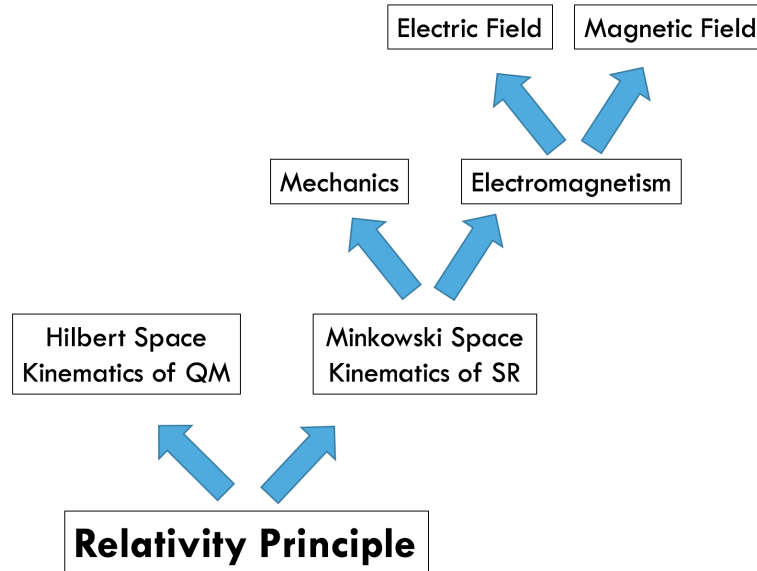 Electric Field
Magnetic Field
Mechanics
Electromagnetism
Hilbert Space
Kinematics of QM
Minkowski Space
Kinematics of SR
Relativity Principle